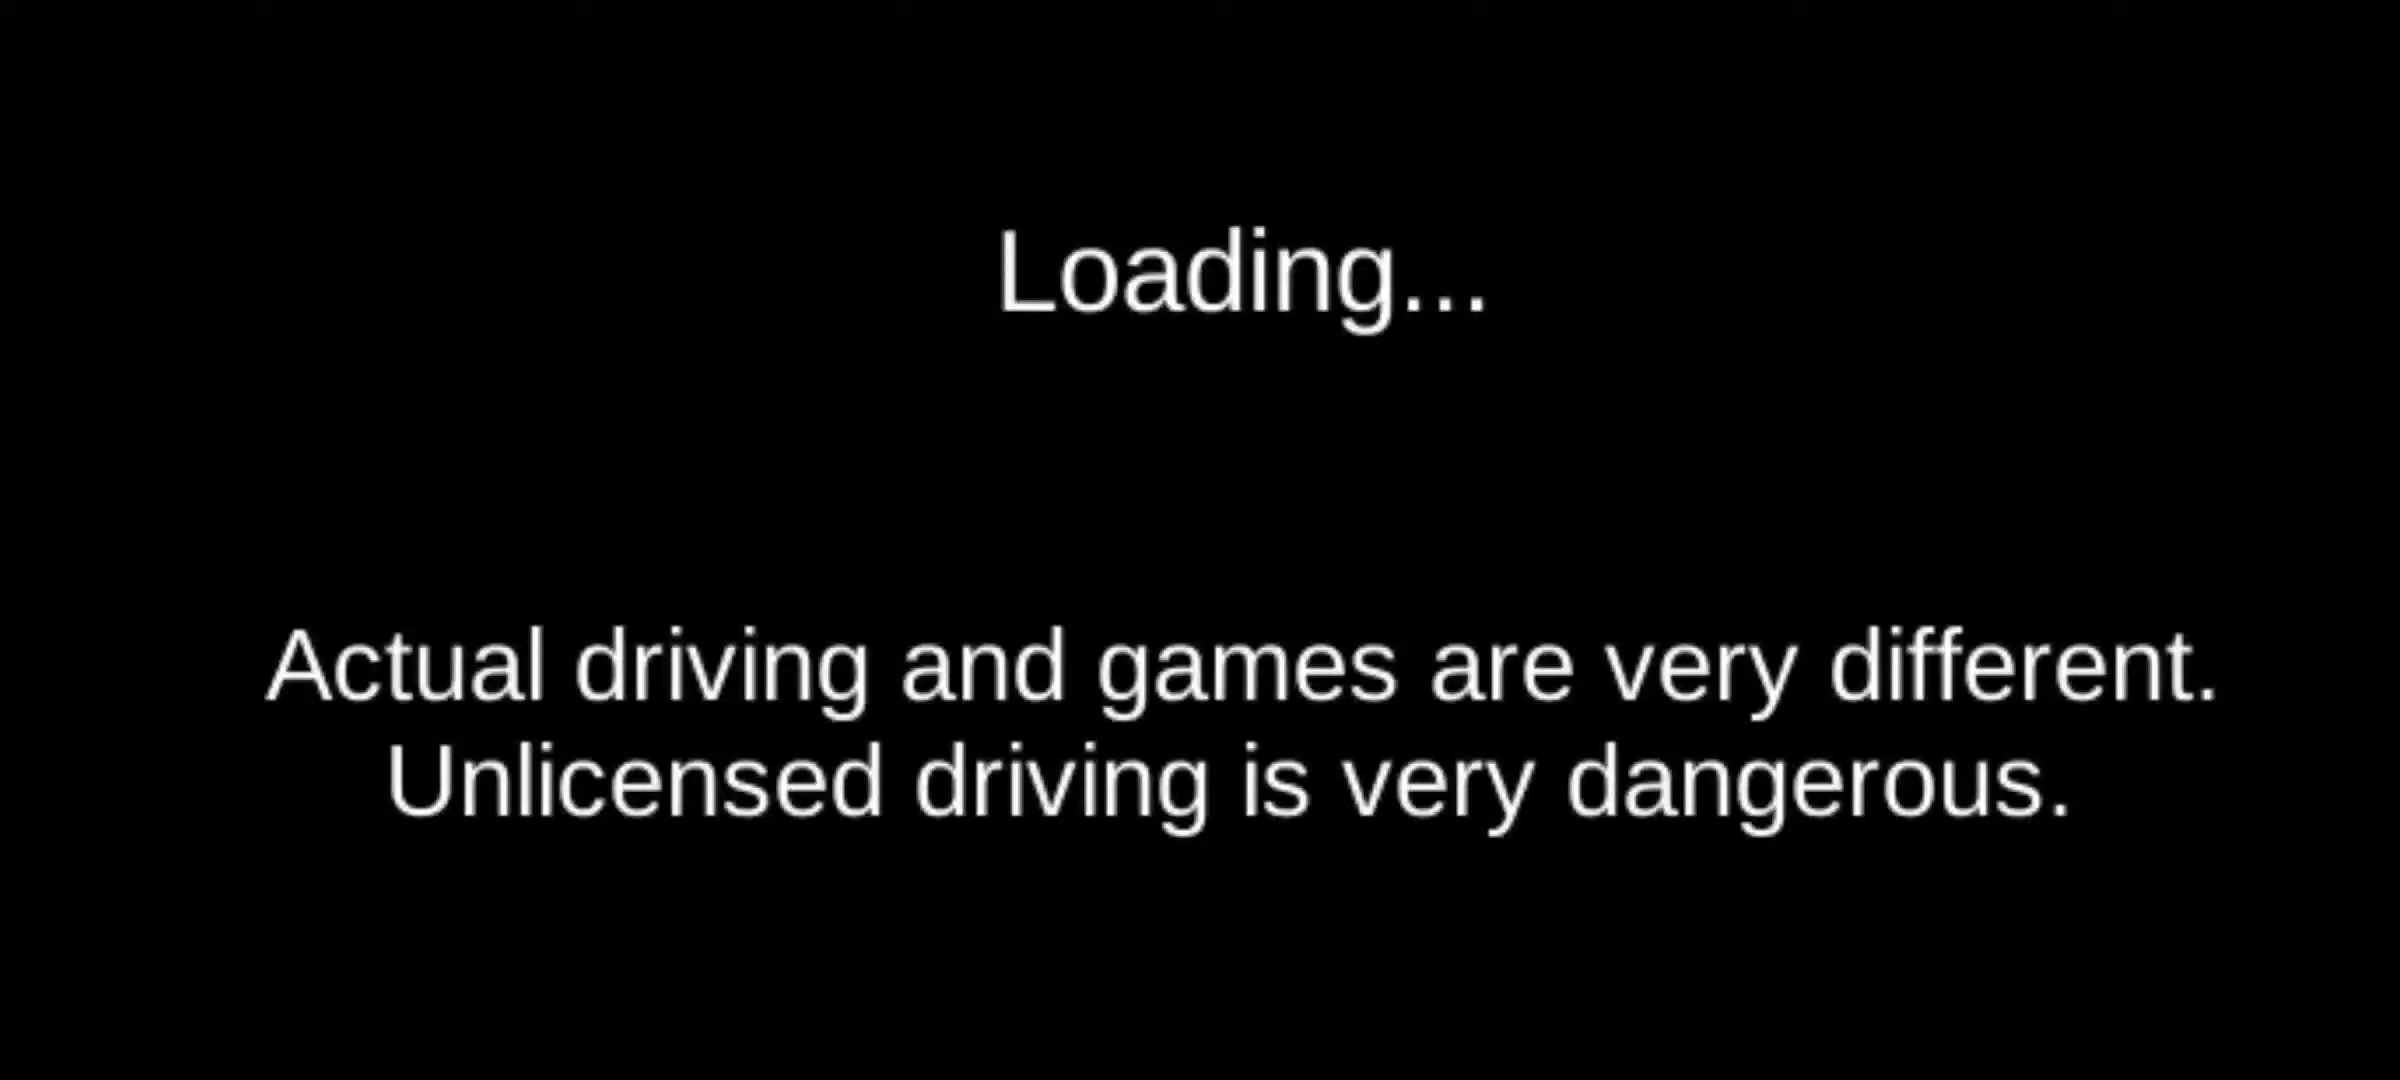 Loading...
Actual driving and games are very different.
Unlicensed driving is very dangerous.